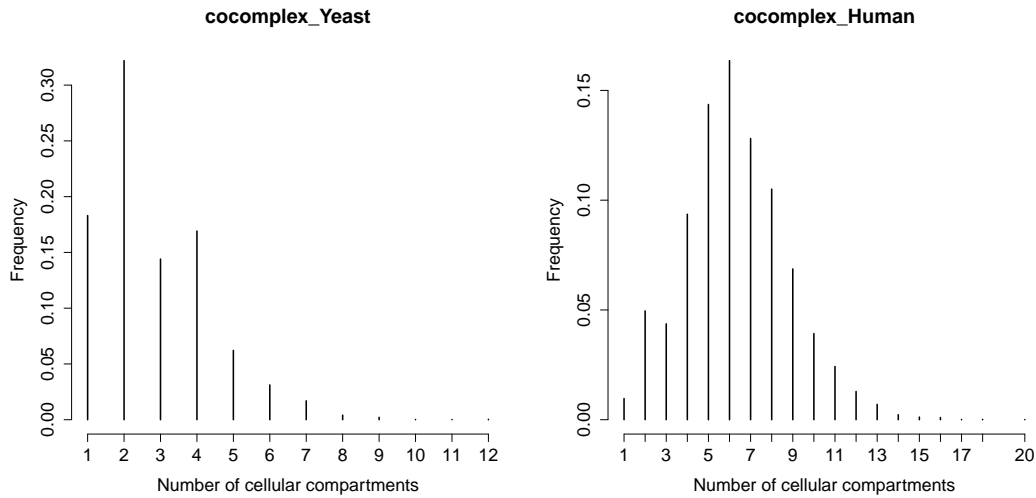 cocomplex_Yeast
Frequency
0.30
0.25
0.20
0.15
0.10
0.05
0.00
1 2 3 4 5 6 7 8 9 10 11 12
Number of cellular compartments
cocomplex_Human
Frequency
0.15
0.10
0.05
0.00
1 3 5 7 9 11 13 15 17 20
Number of cellular compartments